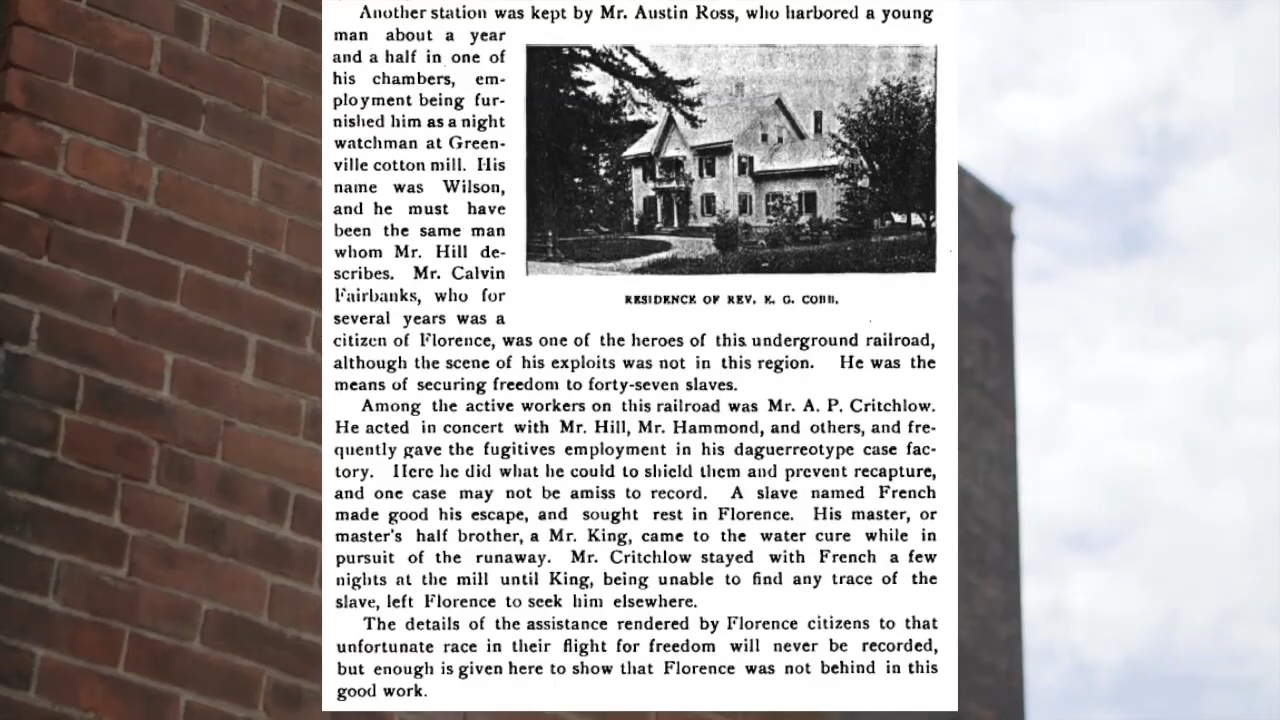 Another station was kept by Mr. Austin Ross, who harbored a young
man about a year
and a half in one of
his chambers, em-
ployment being fur-
nished him as a night
watchman at Green-
ville cotton mill. His
name was Wilson,
and he must have
been the same man
whom Mr. Hill de-
scribes. Mr. Calvin
Fairbanks, who for
several years was a
RESIDENCE OF REV. E. G. COBB.
citizen of Florence, was one of the heroes of this underground railroad,
although the scene of his exploits was not in this region. He was the
means of securing freedom to forty-seven slaves.
Among the active workers on this railroad was Mr. A. P. Critchlow.
He acted in concert with Mr. Hill, Mr. Hammond, and others, and fre-
quently gave the fugitives employment in his daguerreotype case fac-
tory. Here he did what he could to shield them and prevent recapture,
and one case may not be amiss to record. A slave named French
made good his escape, and sought rest in Florence. His master, or
master's half brother, a Mr. King, came to the water cure while in
pursuit of the runaway. Mr. Critchlow stayed with French a few
nights at the mill until King, being unable to find any trace of the
slave, left Florence to seek him elsewhere.
The details of the assistance rendered by Florence citizens to that
unfortunate race in their flight for freedom will never be recorded,
but enough is given here to show that Florence was not behind in this
good work.